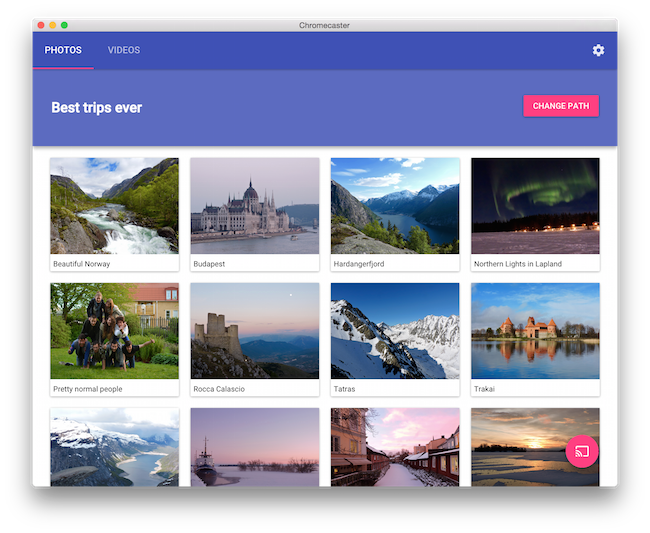 Chromecaster
PHOTOS
VIDEOS
Best trips ever
CHANGE PATH
Beautiful Norway
Budapest
Hardangerfjord
Northern Lights in Lapland
Pretty normal people
Rocca Calascio
Tatras
Trakai